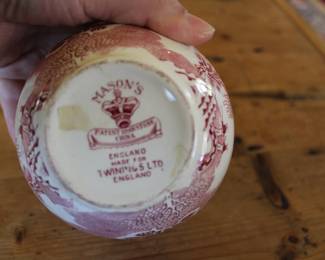 MASON'S
PATENT IRONSTONE
CHINA
ENGLAND
MADE FOR
TWININGS LTD
ENGLAND